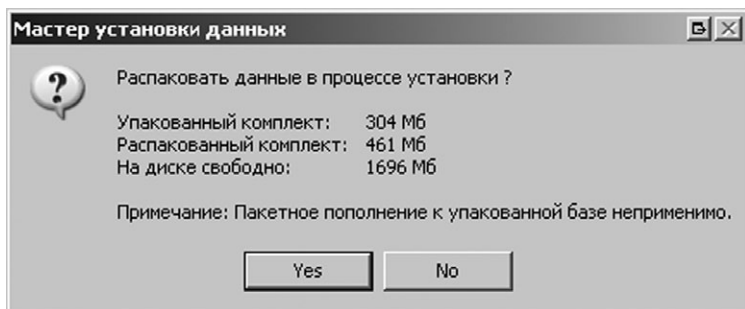 Мастер установки данных
Распаковать данные в процессе установки ?
Упакованный комплект: 304 Мб
Распакованный комплект: 461 Мб
На диске свободно: 1696 Мб
Примечание: Пакетное пополнение к упакованной базе неприменимо.
Yes No